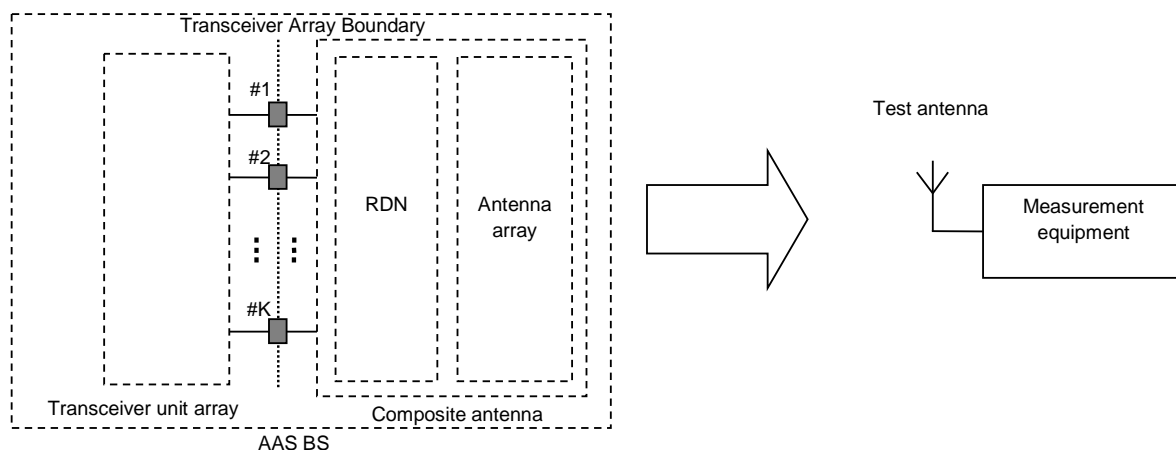 Transceiver Array Boundary
#1
#2
#K
RDN
Antenna
array
Transceiver unit array
Composite antenna
AAS BS
Test antenna
Measurement
equipment